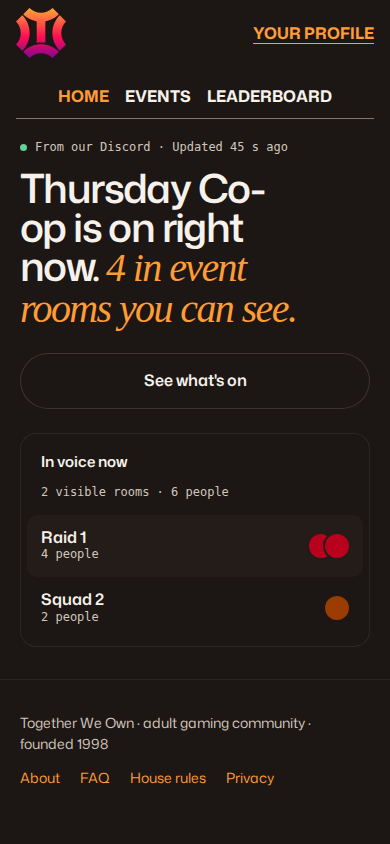 YOUR PROFILE
HOME EVENTS LEADERBOARD
From our Discord · Updated 45 s ago
Thursday Co-
op is on right
now. 4 in event
rooms you can see.
See what's on
In voice now
2 visible rooms · 6 people
Raid 1
4 people
Squad 2
2 people
Together We Own · adult gaming community ·
founded 1998
About FAQ House rules Privacy